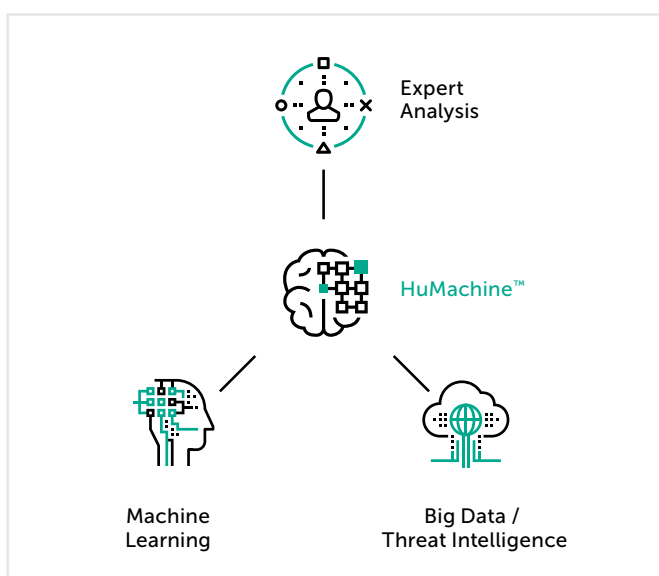 Expert
Analysis
HuMachine™
Machine
Learning
Big Data /
Threat Intelligence